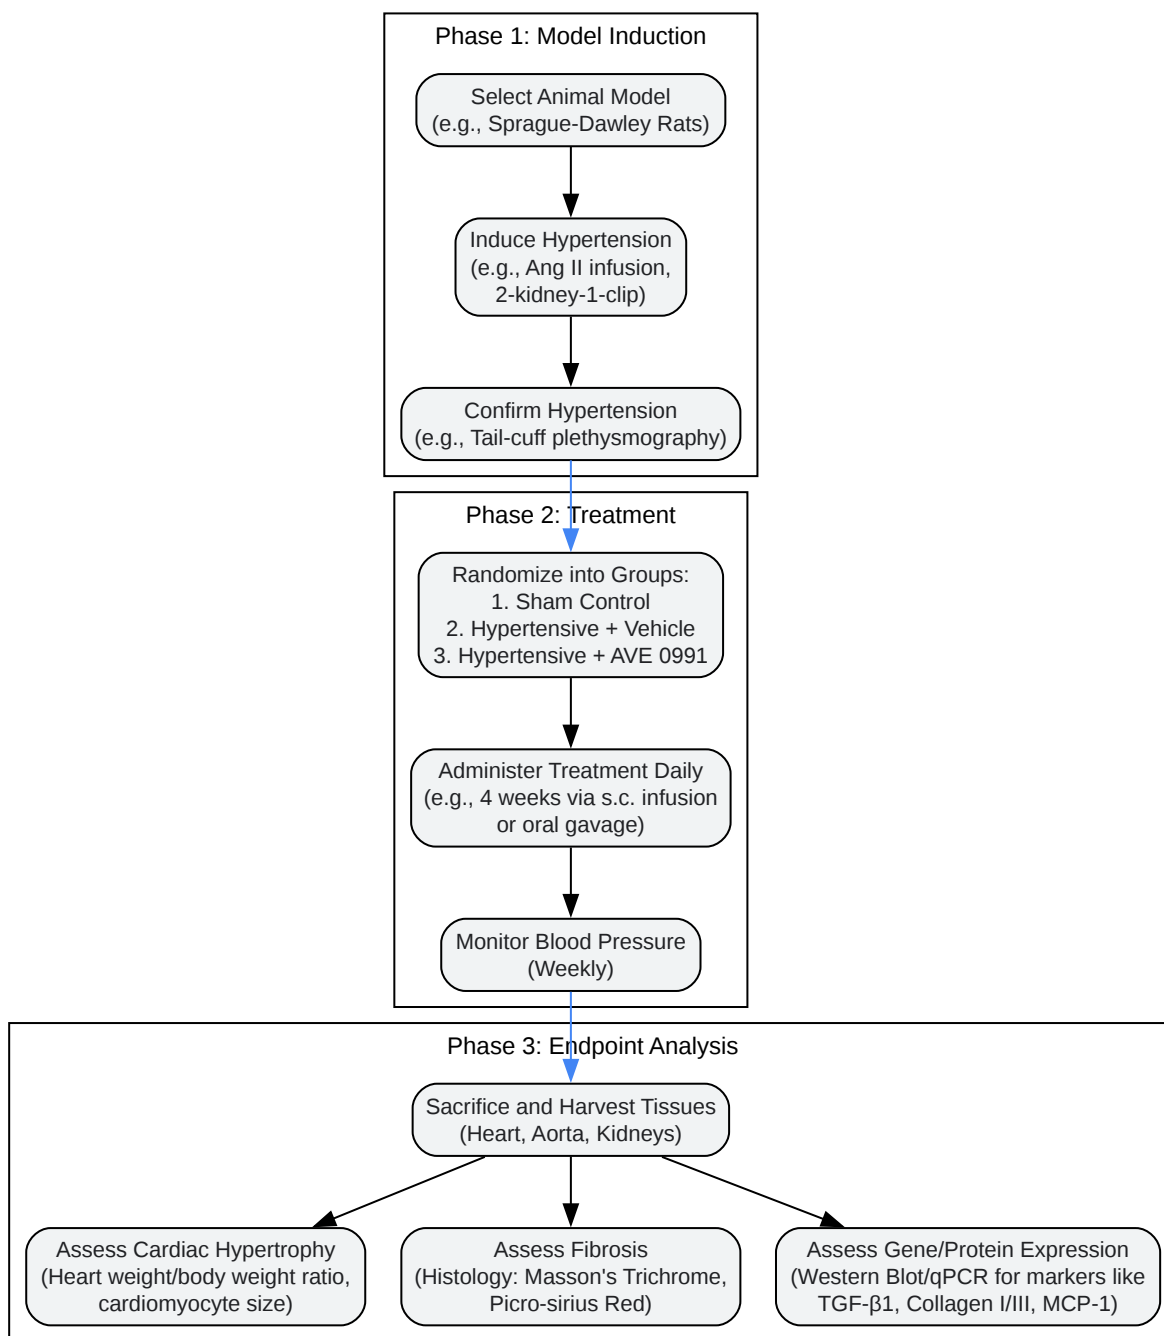 Phase 1: Model Induction
Select Animal Model
(e.g., Sprague-Dawley Rats)
Induce Hypertension
(e.g., Ang II infusion,
2-kidney-1-clip)
Confirm Hypertension
(e.g., Tail-cuff plethysmography)
Phase 2: Treatment
Randomize into Groups:
1. Sham Control
2. Hypertensive + Vehicle
3. Hypertensive + AVE 0991
Administer Treatment Daily
(e.g., 4 weeks via s.c. infusion
or oral gavage)
Monitor Blood Pressure
(Weekly)
Phase 3: Endpoint Analysis
Sacrifice and Harvest Tissues
(Heart, Aorta, Kidneys)
Assess Cardiac Hypertrophy
(Heart weight/body weight ratio,
cardiomyocyte size)
Assess Fibrosis
(Histology: Masson's Trichrome,
Picro-sirius Red)
Assess Gene/Protein Expression
(Western Blot/qPCR for markers like
TGF-β1, Collagen I/III, MCP-1)